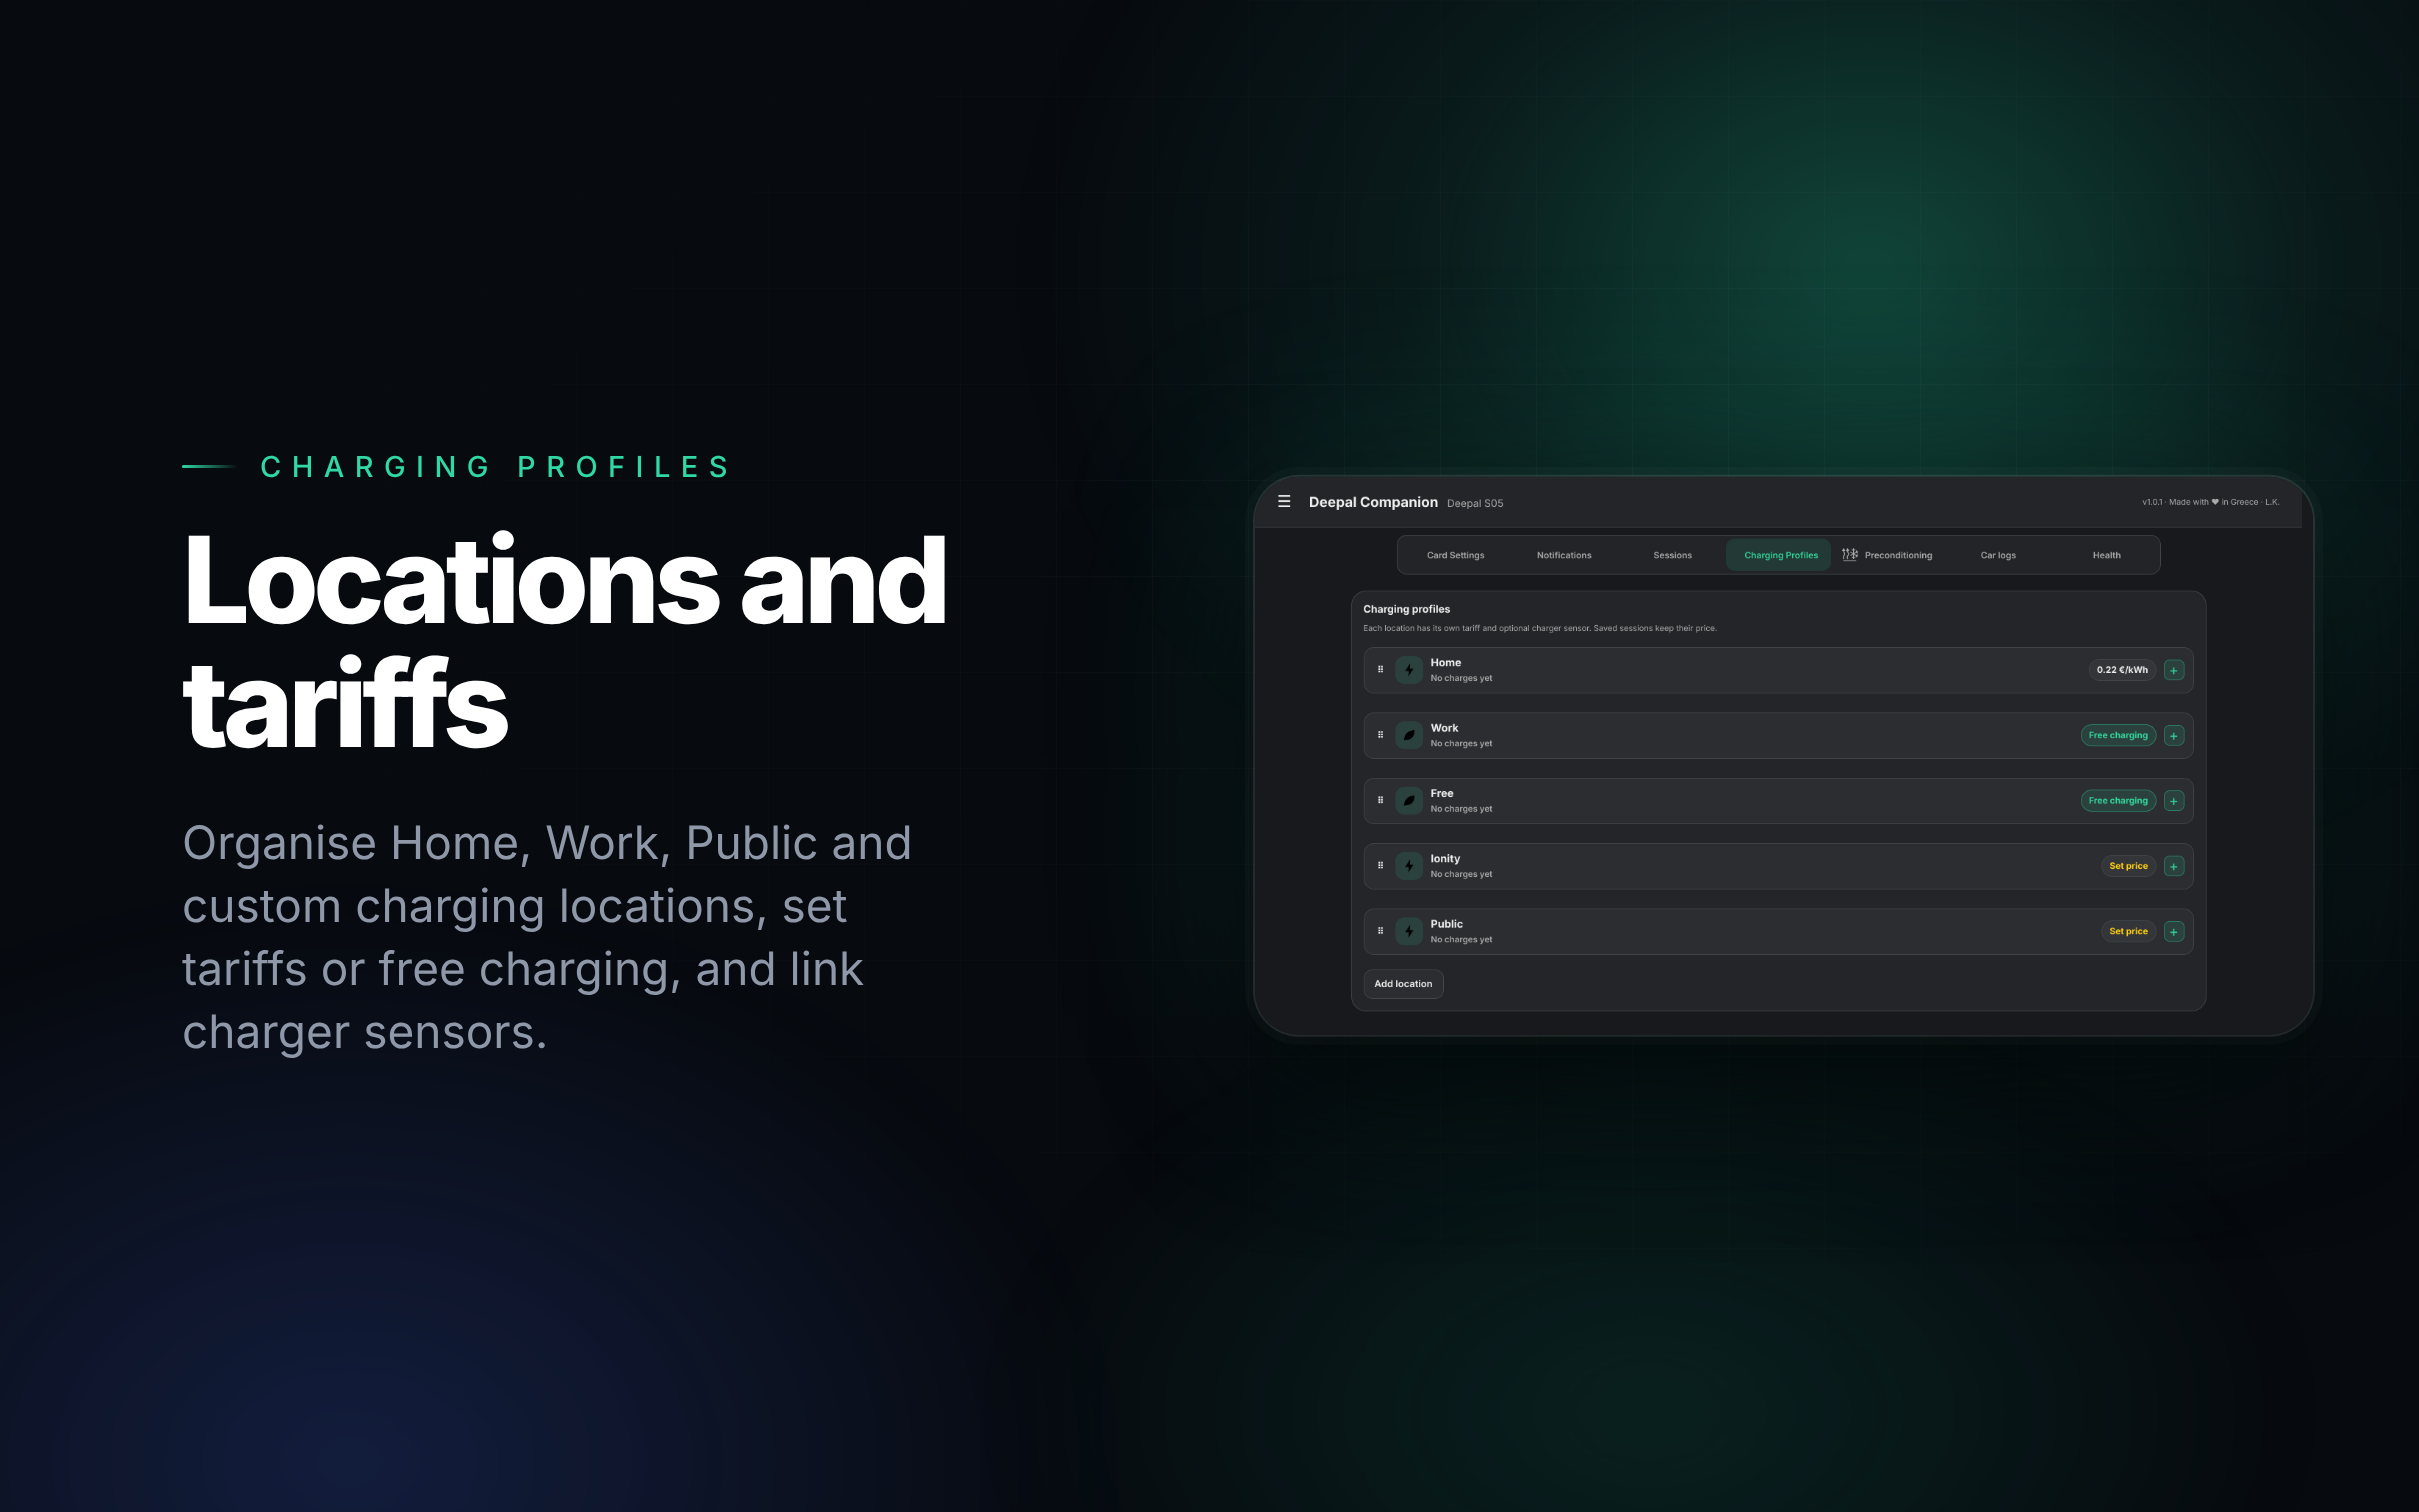 CHARGING PROFILES
Locations and
tariffs
Organise Home, Work, Public and
custom charging locations, set
tariffs or free charging, and link
charger sensors.
Deepal Companion Deepal S05
v1.0.1 · Made with ♥ in Greece · L.K.
Card Settings Notifications Sessions Charging Profiles Preconditioning Car logs Health
Charging profiles
Each location has its own tariff and optional charger sensor. Saved sessions keep their price.
Home
No charges yet
0.22 €/kWh +
Work
No charges yet
Free charging +
Free
No charges yet
Free charging +
Ionity
No charges yet
Set price +
Public
No charges yet
Set price +
Add location